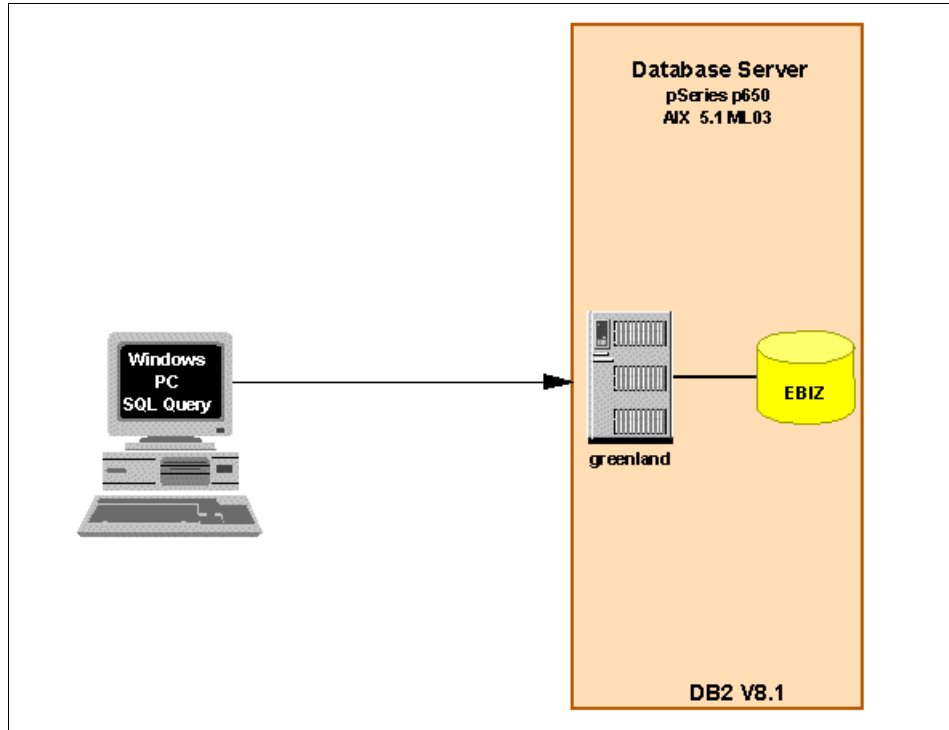 Database Server
pSeries p650
AIX 5.1 ML03
Windows
PC
SQL Query
EBIZ
greenland
DB2 V8.1